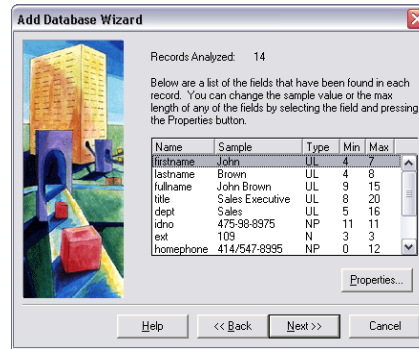 Add Database Wizard
Records Analyzed: 14
Below are a list of the fields that have been found in each
record. You can change the sample value or the max
length of any of the fields by selecting the field and pressing
the Properties button.
Name Sample Type Min Max
firstname John UL 4 7
lastname Brown UL 4 8
fullname John Brown UL 9 15
title Sales Executive UL 8 20
dept Sales UL 5 16
idno 475-98-8975 NP 11 11
ext 109 N 3 3
homephone 414/547-8995 NP 0 12
Properties...
Help << Back Next >> Cancel